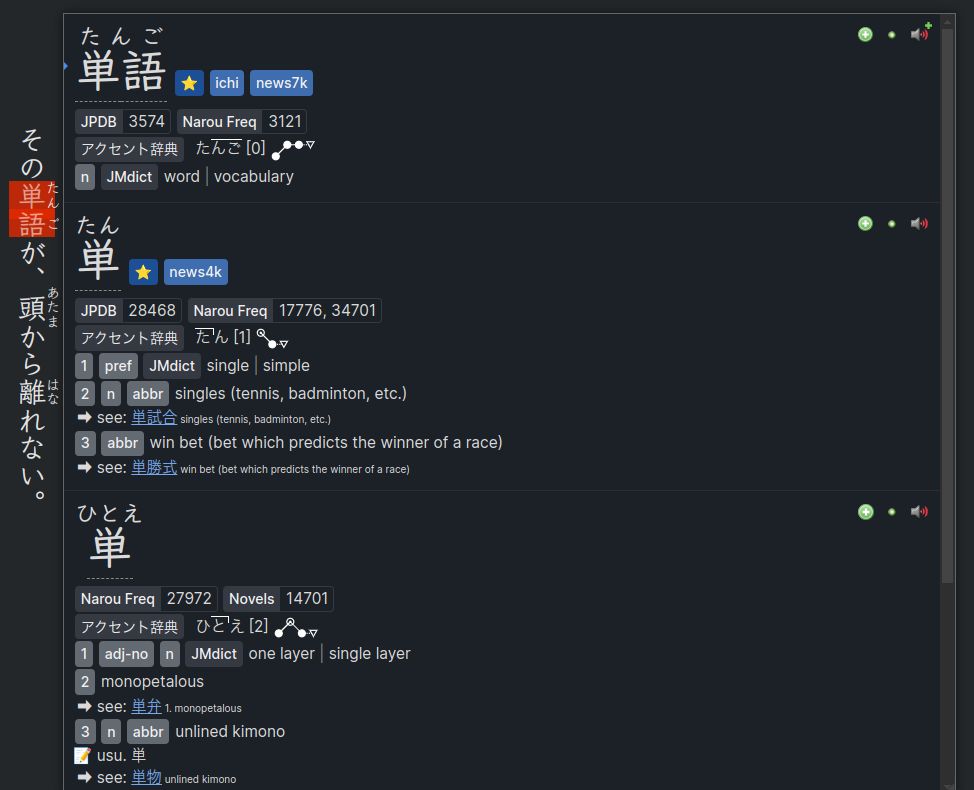 その単語が、頭から離れない。
たんご
あたま
はな
たんご
単語 ⭐ ichi news7k
JPDB 3574 Narou Freq 3121
アクセント辞典 たんご [0]
n JMdict word | vocabulary
たん
単 ⭐ news4k
JPDB 28468 Narou Freq 17776, 34701
アクセント辞典 たん [1]
1 pref JMdict single | simple
2 n abbr singles (tennis, badminton, etc.)
➡ see: 単試合 singles (tennis, badminton, etc.)
3 abbr win bet (bet which predicts the winner of a race)
➡ see: 単勝式 win bet (bet which predicts the winner of a race)
ひとえ
単
Narou Freq 27972 Novels 14701
アクセント辞典 ひとえ [2]
1 adj-no n JMdict one layer | single layer
2 monopetalous
➡ see: 単弁 1. monopetalous
3 n abbr unlined kimono
📝 usu. 単
➡ see: 単物 unlined kimono